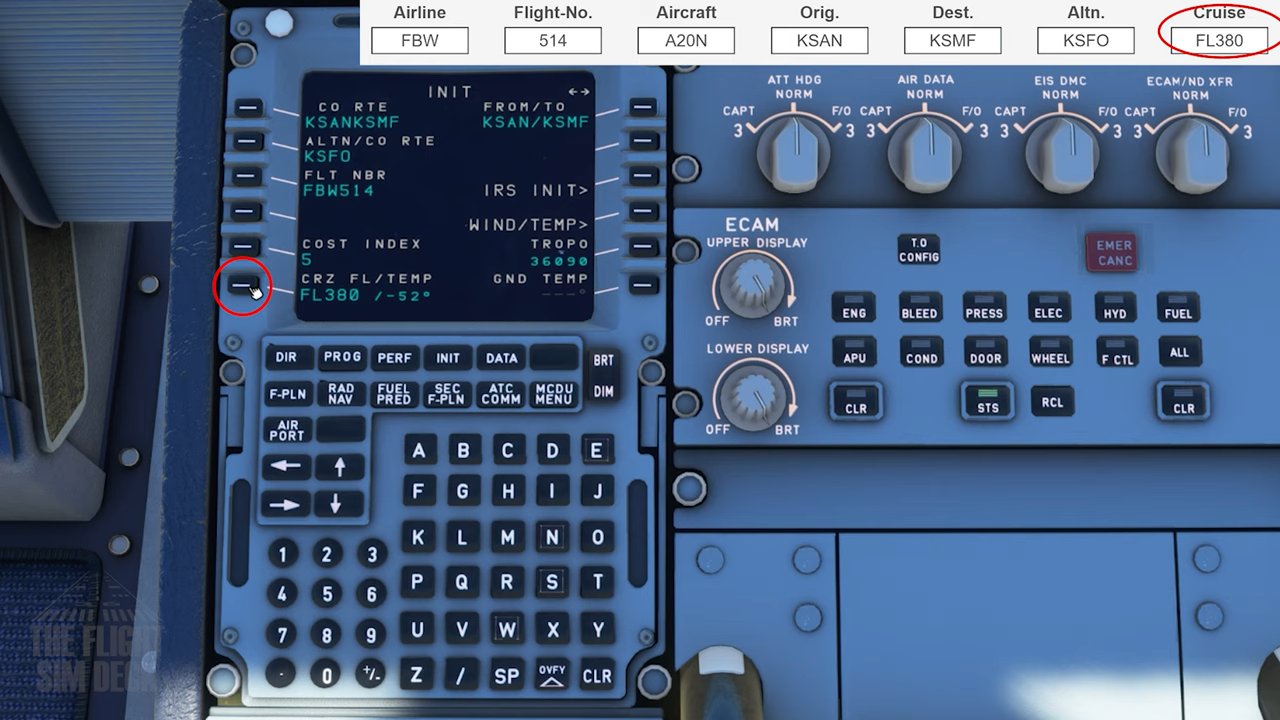 Airline Flight-No. Aircraft Orig. Dest. Altn. Cruise
FBW 514 A20N KSAN KSMF KSFO FL380
INIT ←→
CO RTE FROM/TO
KSANKSMF KSAN/KSMF
ALTN/CO RTE
KSFO
FLT NBR
FBW514 IRS INIT>
WIND/TEMP>
COST INDEX TROPO
5 36090
CRZ FL/TEMP GND TEMP
FL380 /-52° ---°
DIR PROG PERF INIT DATA
BRT
F-PLN RAD NAV FUEL PRED SEC F-PLN ATC COMM MCDU MENU
DIM
AIR PORT
← ↑
→ ↓
A B C D E
F G H I J
K L M N O
P Q R S T
U V W X Y
Z / SP OVFY CLR
1 2 3
4 5 6
7 8 9
. 0 +/-
ATT HDG AIR DATA EIS DMC ECAM/ND XFR
NORM NORM NORM NORM
CAPT F/O CAPT F/O CAPT F/O CAPT F/O
3 3 3 3 3 3 3 3
ECAM
UPPER DISPLAY
OFF BRT
LOWER DISPLAY
OFF BRT
T.O CONFIG
EMER CANC
ENG BLEED PRESS ELEC HYD FUEL
APU COND DOOR WHEEL F CTL ALL
CLR STS RCL CLR
THE FLIGHT
SIM DECK